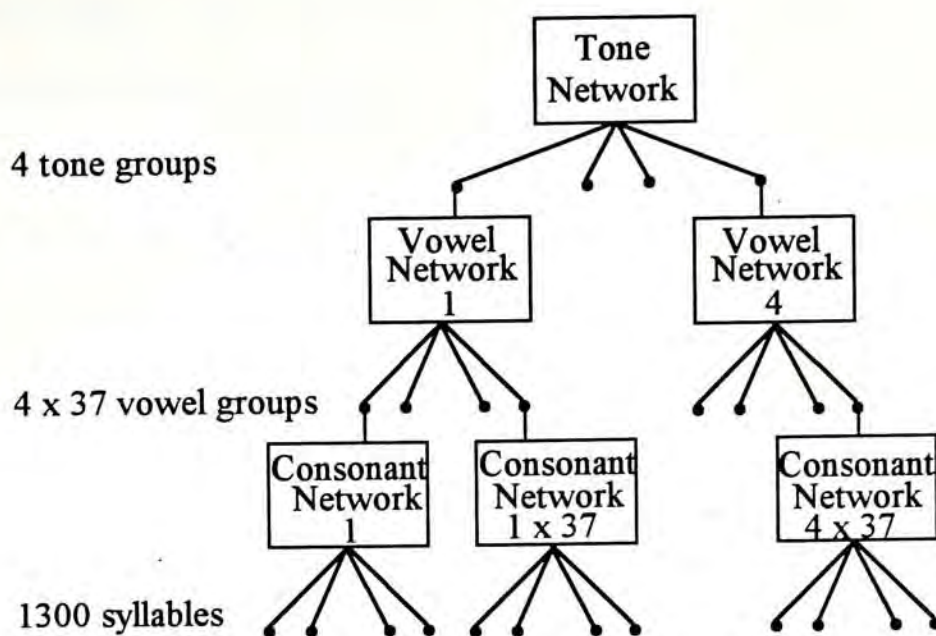 Tone
Network
4 tone groups
Vowel
Network
1
Vowel
Network
4
4 x 37 vowel groups
Consonant
Network
1
Consonant
Network
1 x 37
Consonant
Network
4 x 37
1300 syllables